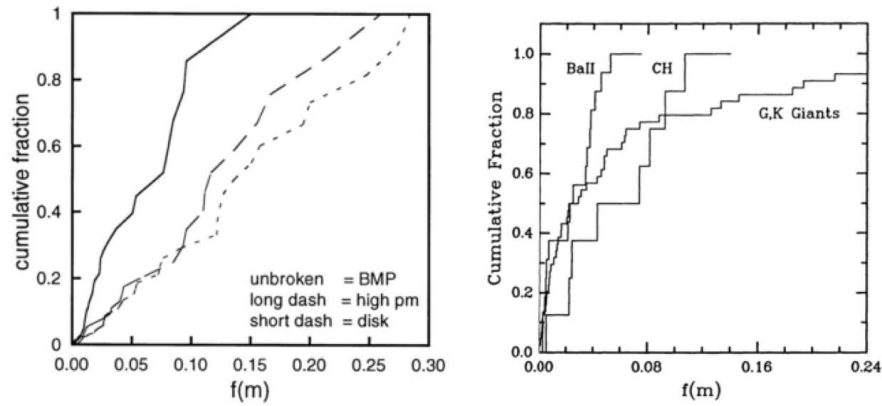 1
0.8
0.6
0.4
0.2
0
cumulative fraction
unbroken = BMP
long dash = high pm
short dash = disk
0.00 0.05 0.10 0.15 0.20 0.25 0.30
f(m)
1.0
0.8
0.6
0.4
0.2
0.0
Cumulative Fraction
BaII
CH
G,K Giants
0.00 0.08 0.16 0.24
f(m)